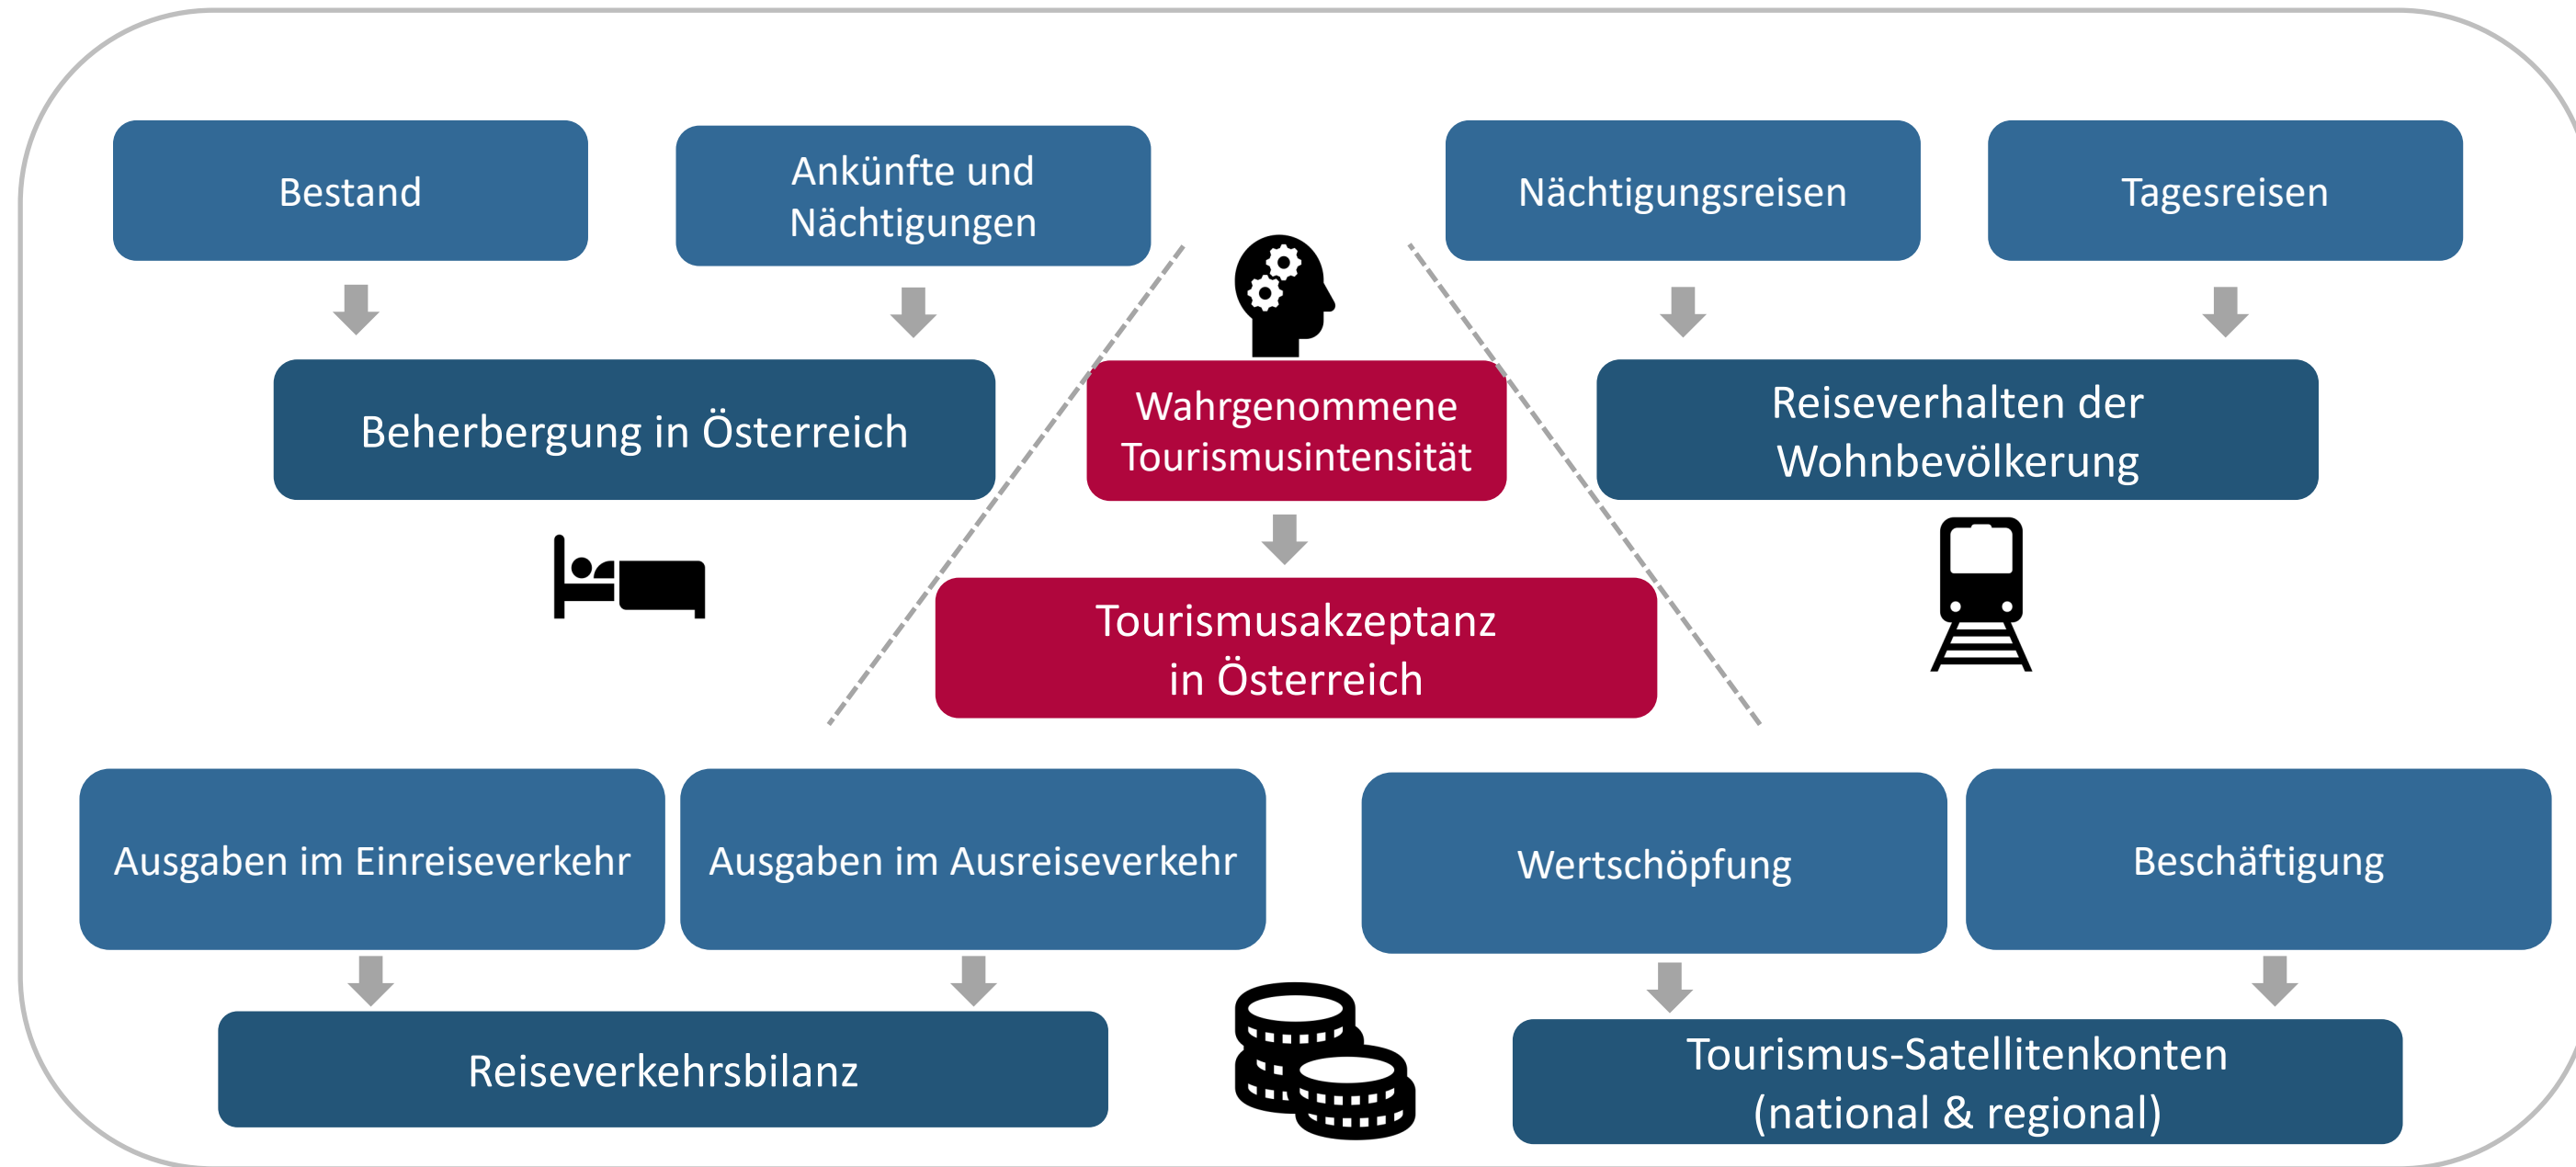 Bestand
Ankünfte und
Nächtigungen
Nächtigungsreisen
Tagesreisen
Beherbergung in Österreich
Wahrgenommene
Tourismusintensität
Reiseverhalten der
Wohnbevölkerung
Tourismusakzeptanz
in Österreich
Ausgaben im Einreiseverkehr
Ausgaben im Ausreiseverkehr
Wertschöpfung
Beschäftigung
Reiseverkehrsbilanz
Tourismus-Satellitenkonten
(national & regional)